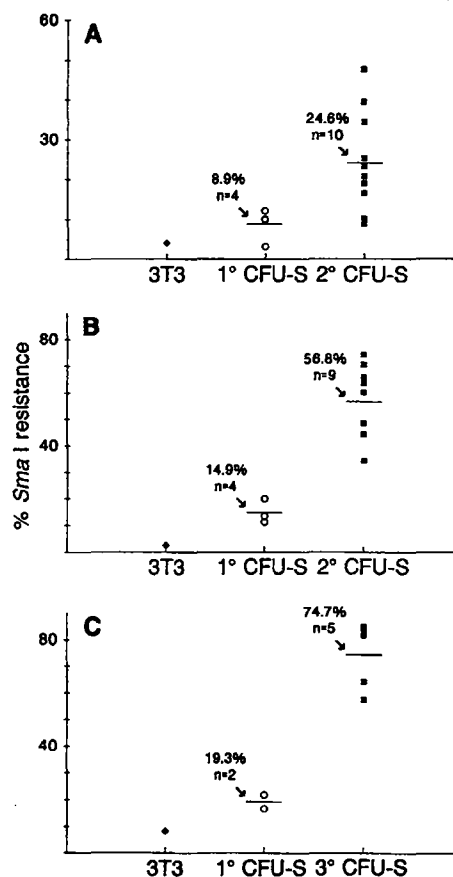 A
60
30
24.6%
n=10
8.9%
n=4
3T3 1° CFU-S 2° CFU-S
B
80
40
56.8%
n=9
14.9%
n=4
3T3 1° CFU-S 2° CFU-S
% Sma I resistance
C
80
40
74.7%
n=5
19.3%
n=2
3T3 1° CFU-S 3° CFU-S